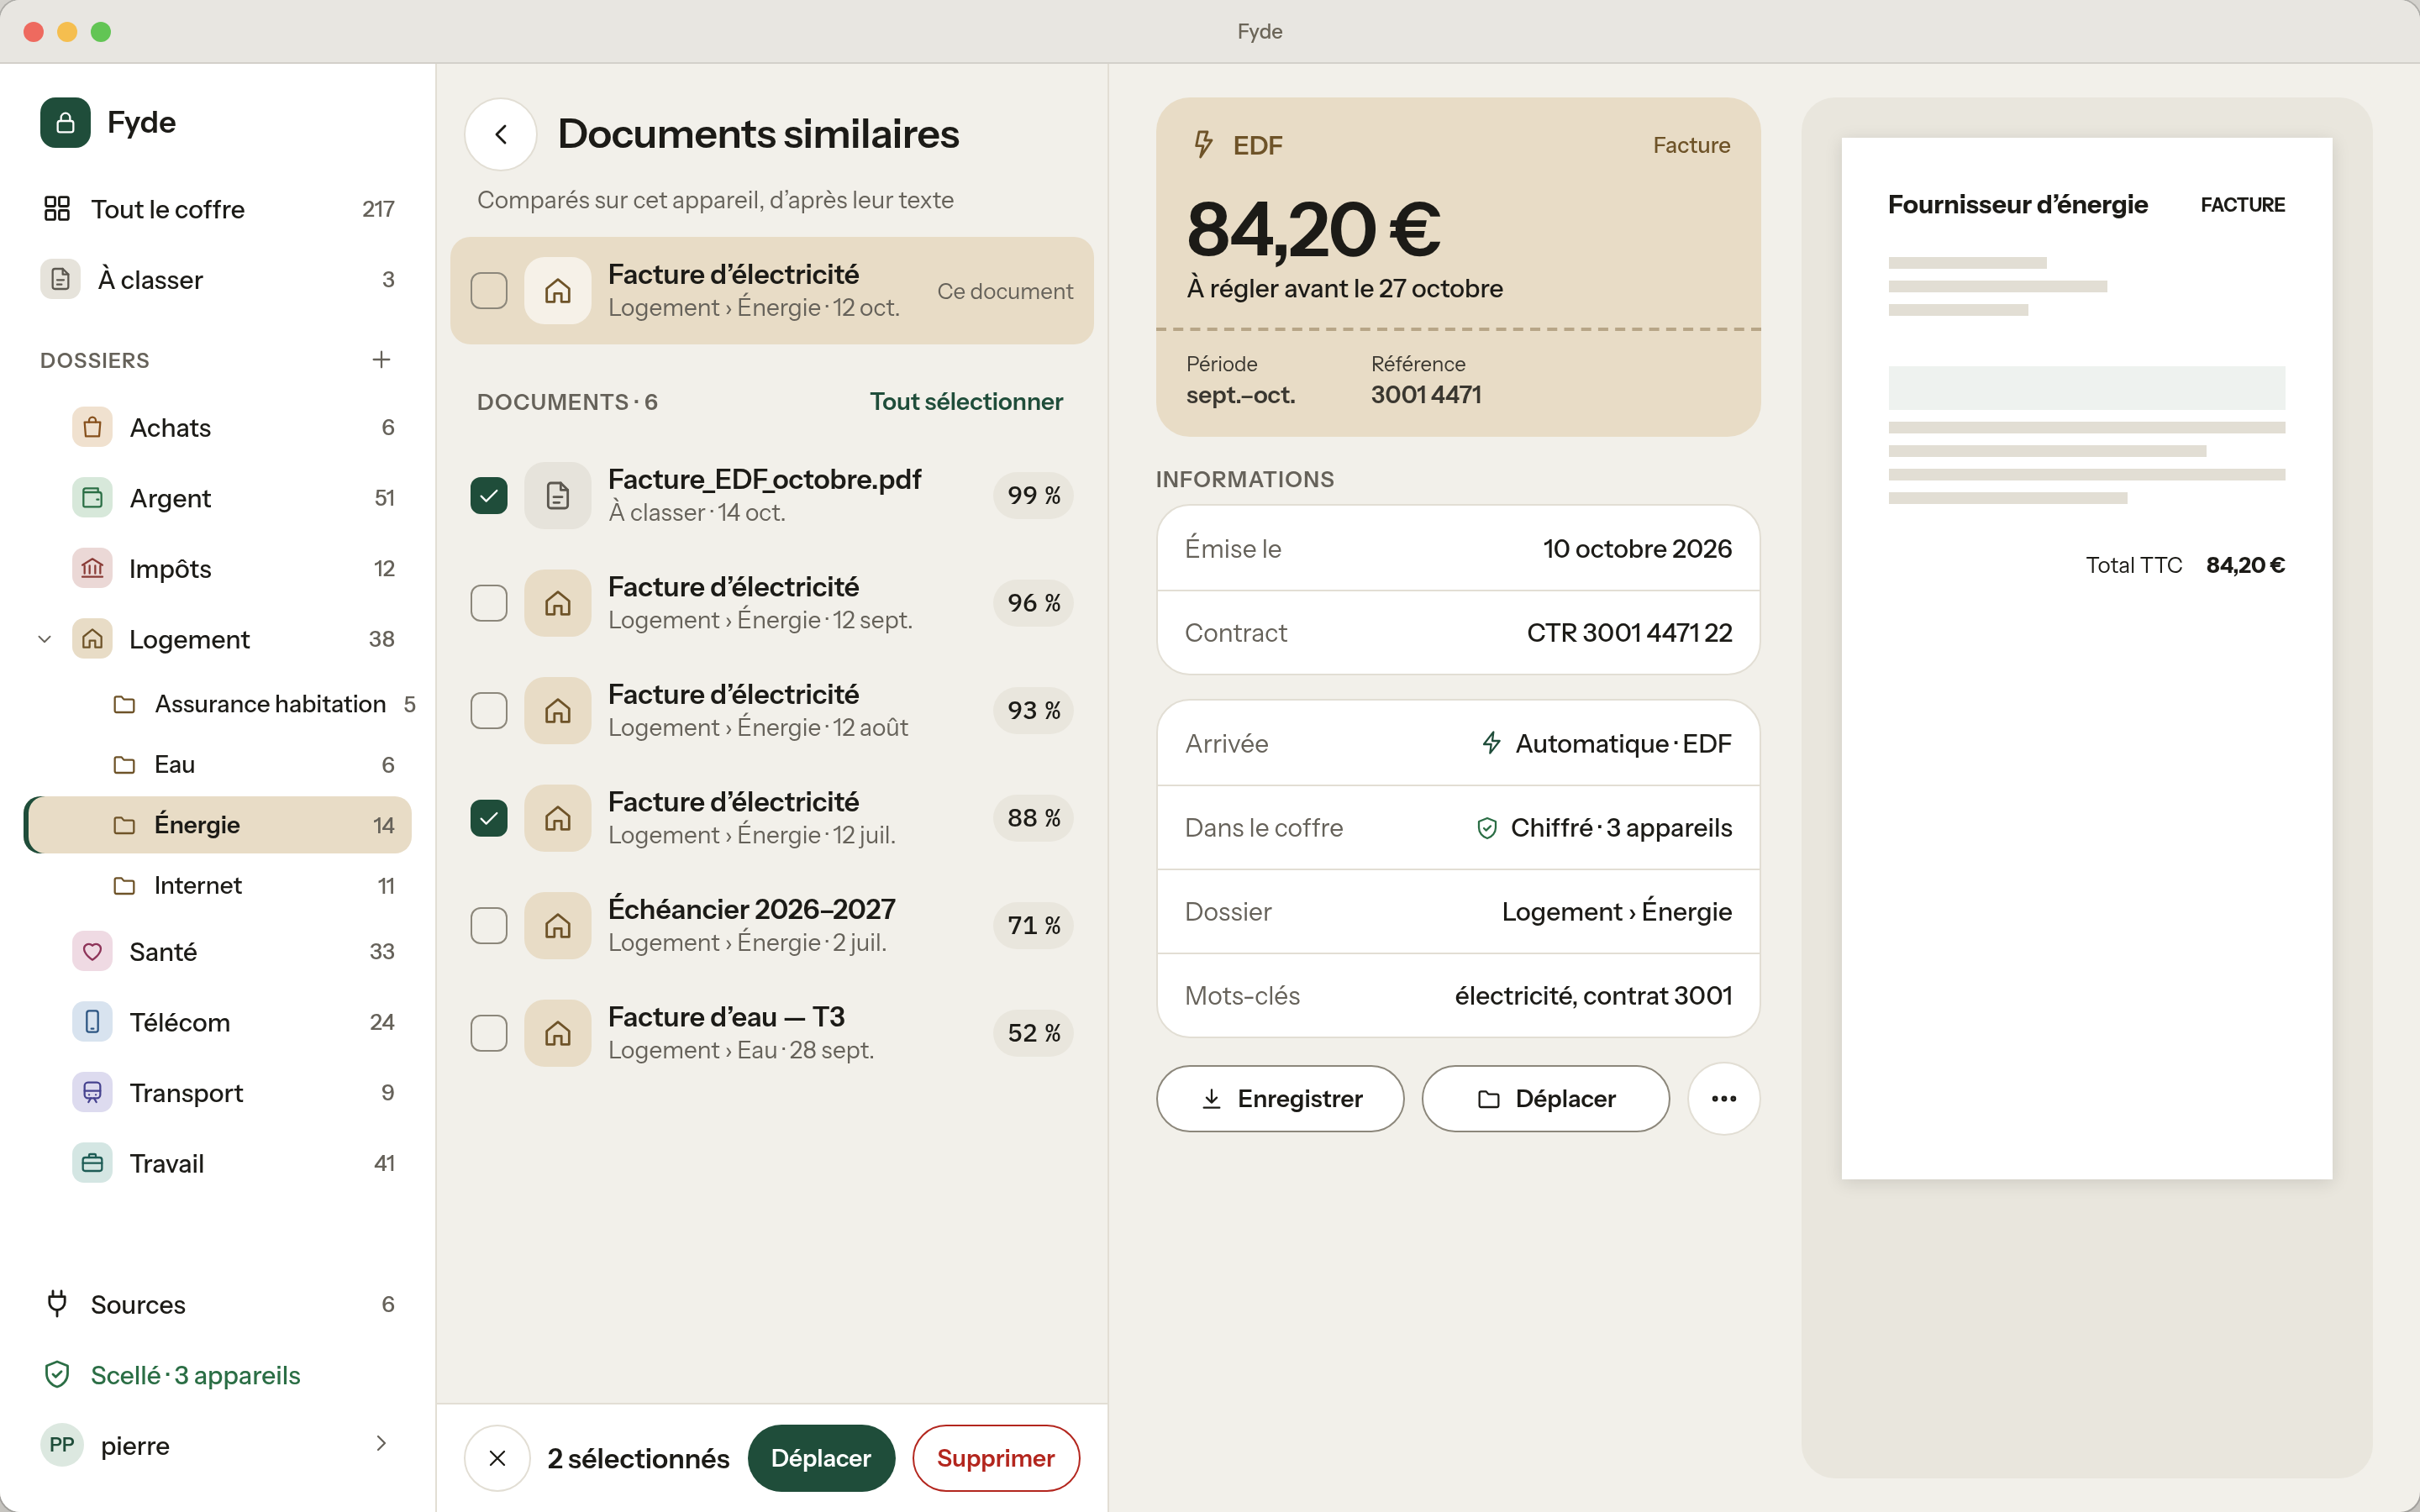 Fyde
Fyde
Tout le coffre 217
À classer 3
DOSSIERS
Achats 6
Argent 51
Impôts 12
Logement 38
Assurance habitation 5
Eau 6
Énergie 14
Internet 11
Santé 33
Télécom 24
Transport 9
Travail 41
Sources 6
Scellé · 3 appareils
PP pierre
Documents similaires
Comparés sur cet appareil, d’après leur texte
Facture d’électricité
Logement › Énergie · 12 oct.
Ce document
DOCUMENTS · 6 Tout sélectionner
Facture_EDF_octobre.pdf
À classer · 14 oct.
99 %
Facture d’électricité
Logement › Énergie · 12 sept.
96 %
Facture d’électricité
Logement › Énergie · 12 août
93 %
Facture d’électricité
Logement › Énergie · 12 juil.
88 %
Échéancier 2026–2027
Logement › Énergie · 2 juil.
71 %
Facture d’eau — T3
Logement › Eau · 28 sept.
52 %
2 sélectionnés Déplacer Supprimer
EDF Facture
84,20 €
À régler avant le 27 octobre
Période Référence
sept.–oct. 3001 4471
INFORMATIONS
Émise le 10 octobre 2026
Contract CTR 3001 4471 22
Arrivée Automatique · EDF
Dans le coffre Chiffré · 3 appareils
Dossier Logement › Énergie
Mots-clés électricité, contrat 3001
Enregistrer Déplacer
Fournisseur d’énergie FACTURE
Total TTC 84,20 €